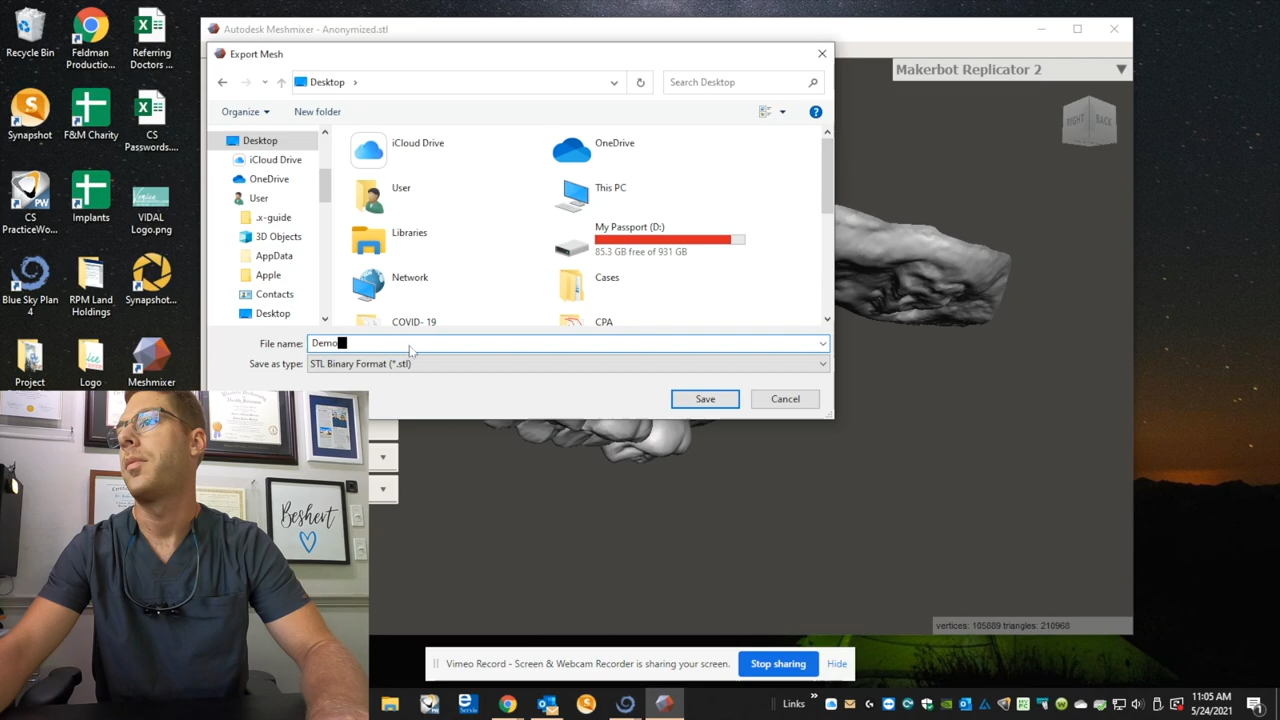 Recycle Bin
Feldman
Productio...
Referring
Doctors ...
Synapshot
F&M Charity
CS
Passwords....
CS
PracticeWo...
Implants
VIDAL
Logo.png
Blue Sky Plan
4
RPM Land
Holdings
Synapshot...
Project
Logo
Meshmixer
Autodesk Meshmixer - Anonymized.stl
Export Mesh
Desktop
Search Desktop
Organize
New folder
Desktop
iCloud Drive
OneDrive
User
.x-guide
3D Objects
AppData
Apple
Contacts
Desktop
iCloud Drive
OneDrive
User
This PC
Libraries
My Passport (D:)
85.3 GB free of 931 GB
Network
Cases
COVID- 19
CPA
File name:
Demo
Save as type:
STL Binary Format (*.stl)
Save
Cancel
Makerbot Replicator 2
RIGHT
BACK
vertices: 105889 triangles: 210968
Beshert
Vimeo Record - Screen & Webcam Recorder is sharing your screen.
Stop sharing
Hide
Links
11:05 AM
5/24/2021